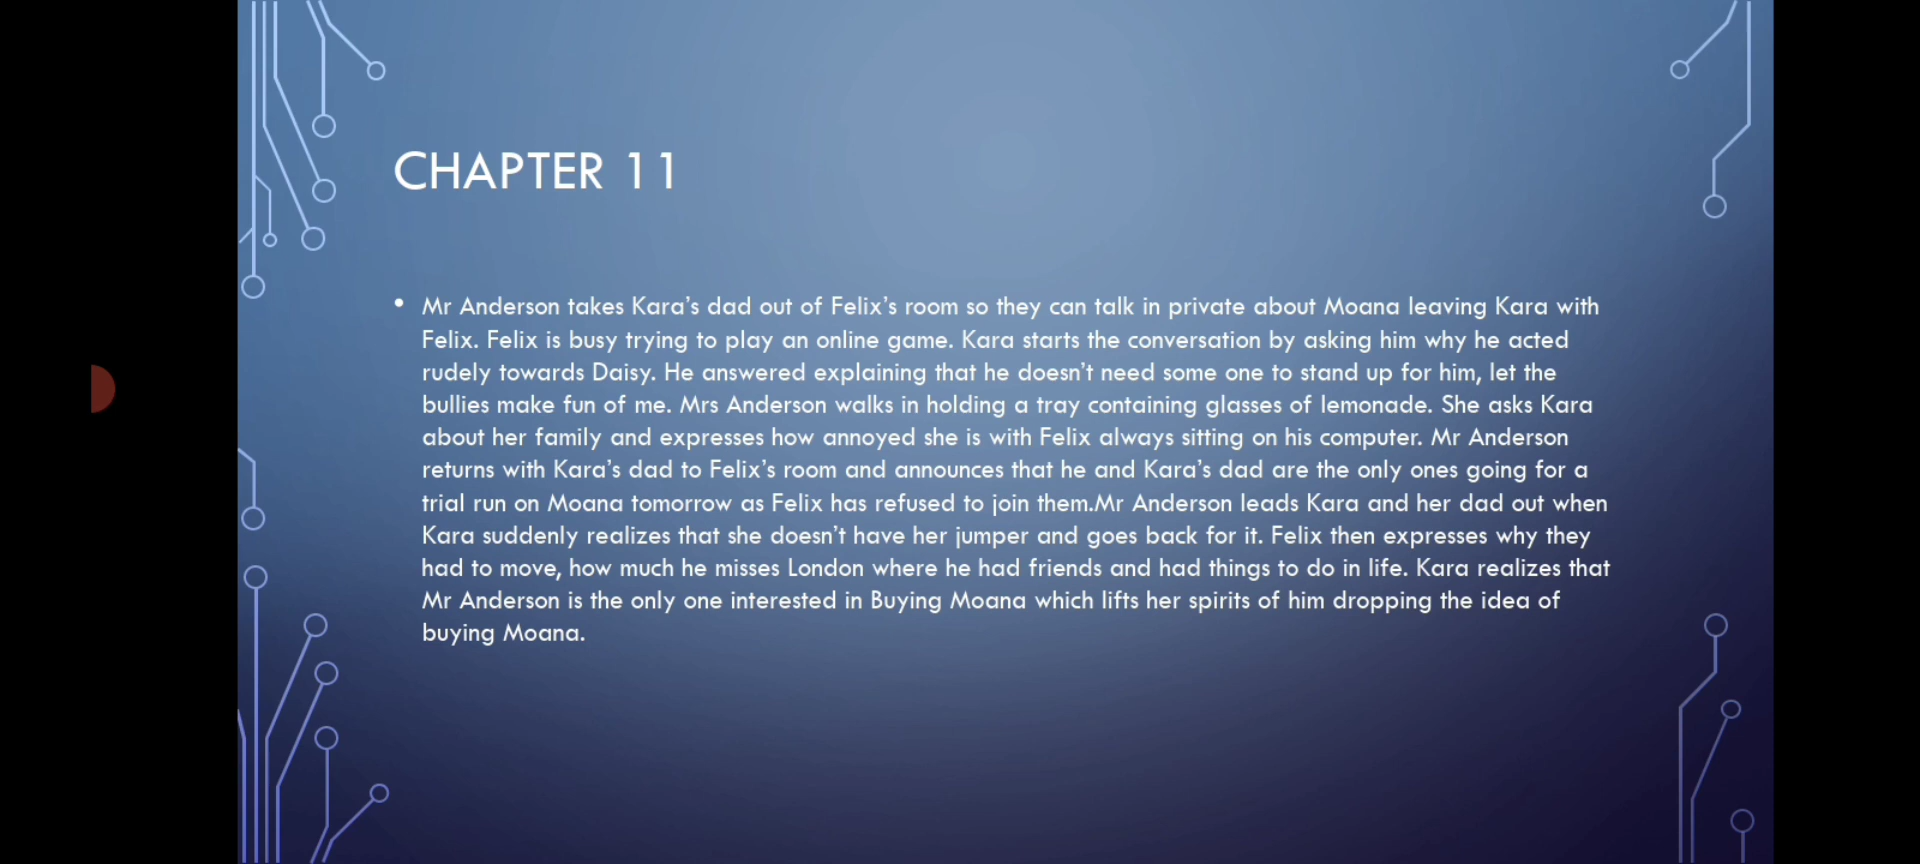 CHAPTER 11
• Mr Anderson takes Kara’s dad out of Felix’s room so they can talk in private about Moana leaving Kara with
Felix. Felix is busy trying to play an online game. Kara starts the conversation by asking him why he acted
rudely towards Daisy. He answered explaining that he doesn’t need some one to stand up for him, let the
bullies make fun of me. Mrs Anderson walks in holding a tray containing glasses of lemonade. She asks Kara
about her family and expresses how annoyed she is with Felix always sitting on his computer. Mr Anderson
returns with Kara’s dad to Felix’s room and announces that he and Kara’s dad are the only ones going for a
trial run on Moana tomorrow as Felix has refused to join them.Mr Anderson leads Kara and her dad out when
Kara suddenly realizes that she doesn’t have her jumper and goes back for it. Felix then expresses why they
had to move, how much he misses London where he had friends and had things to do in life. Kara realizes that
Mr Anderson is the only one interested in Buying Moana which lifts her spirits of him dropping the idea of
buying Moana.